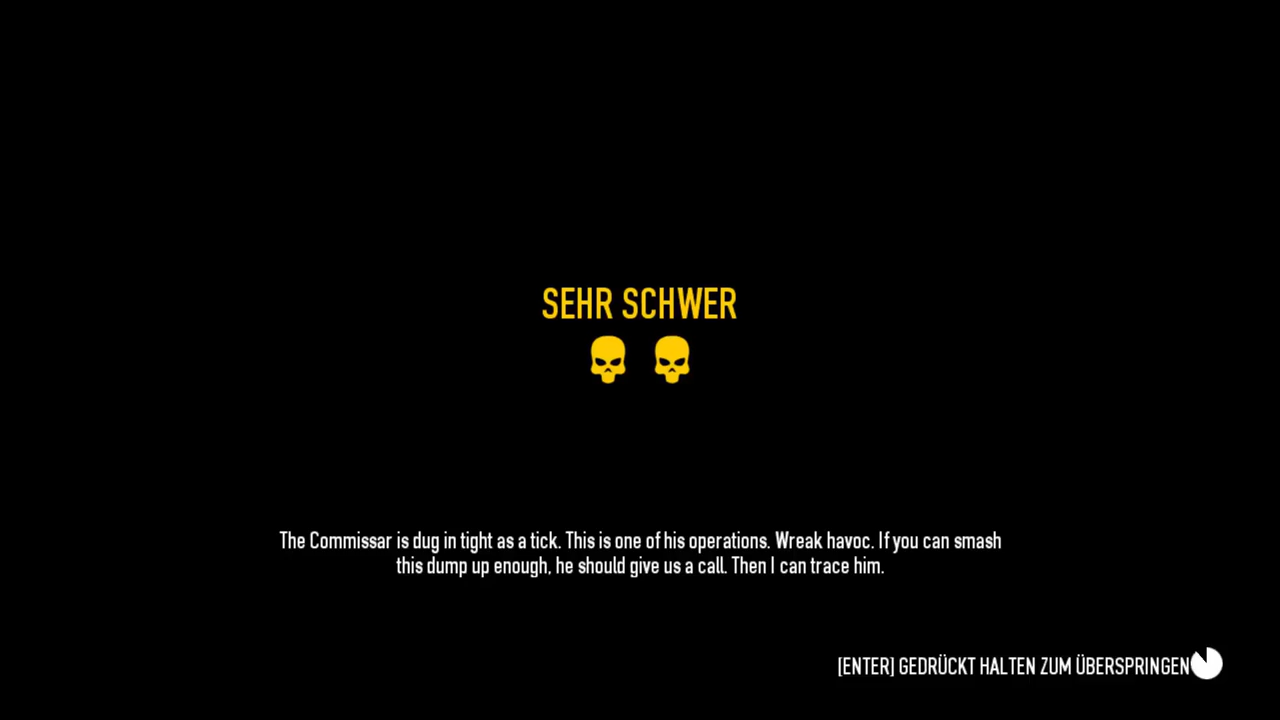 SEHR SCHWER
The Commissar is dug in tight as a tick. This is one of his operations. Wreak havoc. If you can smash
this dump up enough, he should give us a call. Then I can trace him.
[ENTER] GEDRÜCKT HALTEN ZUM ÜBERSPRINGEN